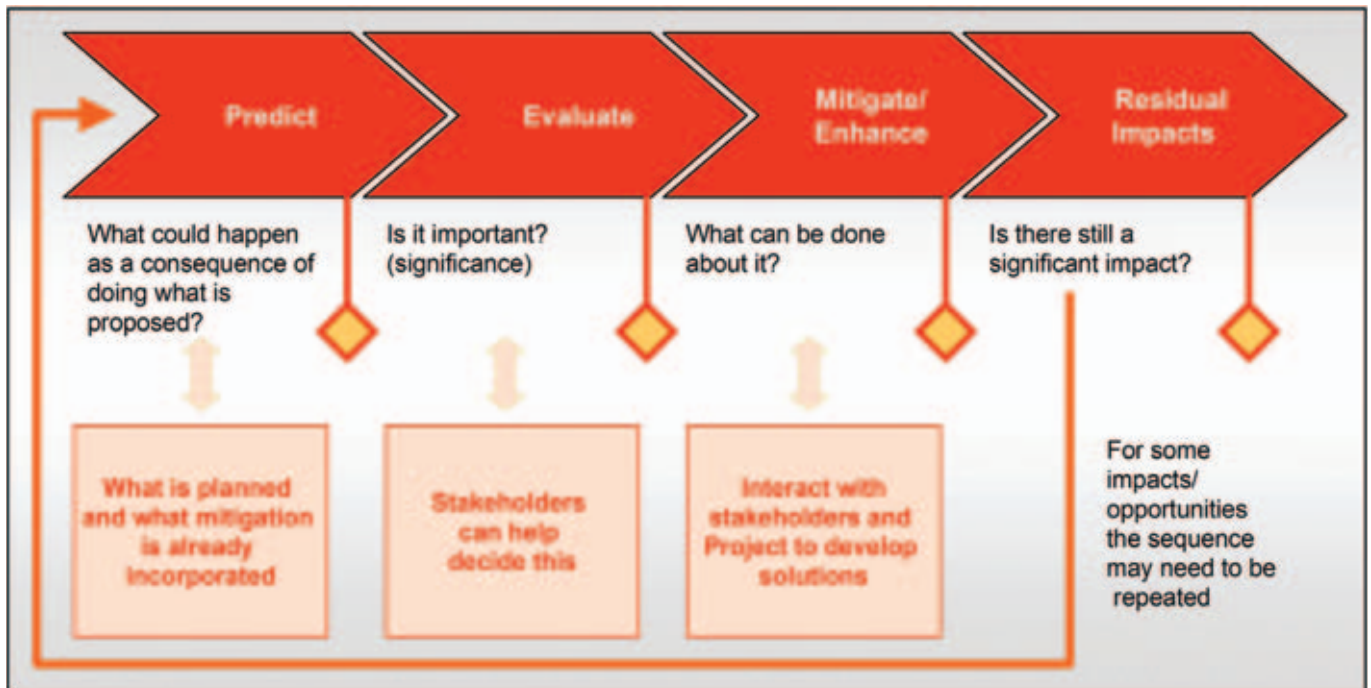 Predict
Evaluate
Mitigate/
Enhance
Residual
Impacts
What could happen
as a consequence of
doing what is
proposed?
Is it important?
(significance)
What can be done
about it?
Is there still a
significant impact?
What is planned
and what mitigation
is already
incorporated
Stakeholders
can help
decide this
Interact with
stakeholders and
Project to develop
solutions
For some
impacts/
opportunities
the sequence
may need to be
repeated